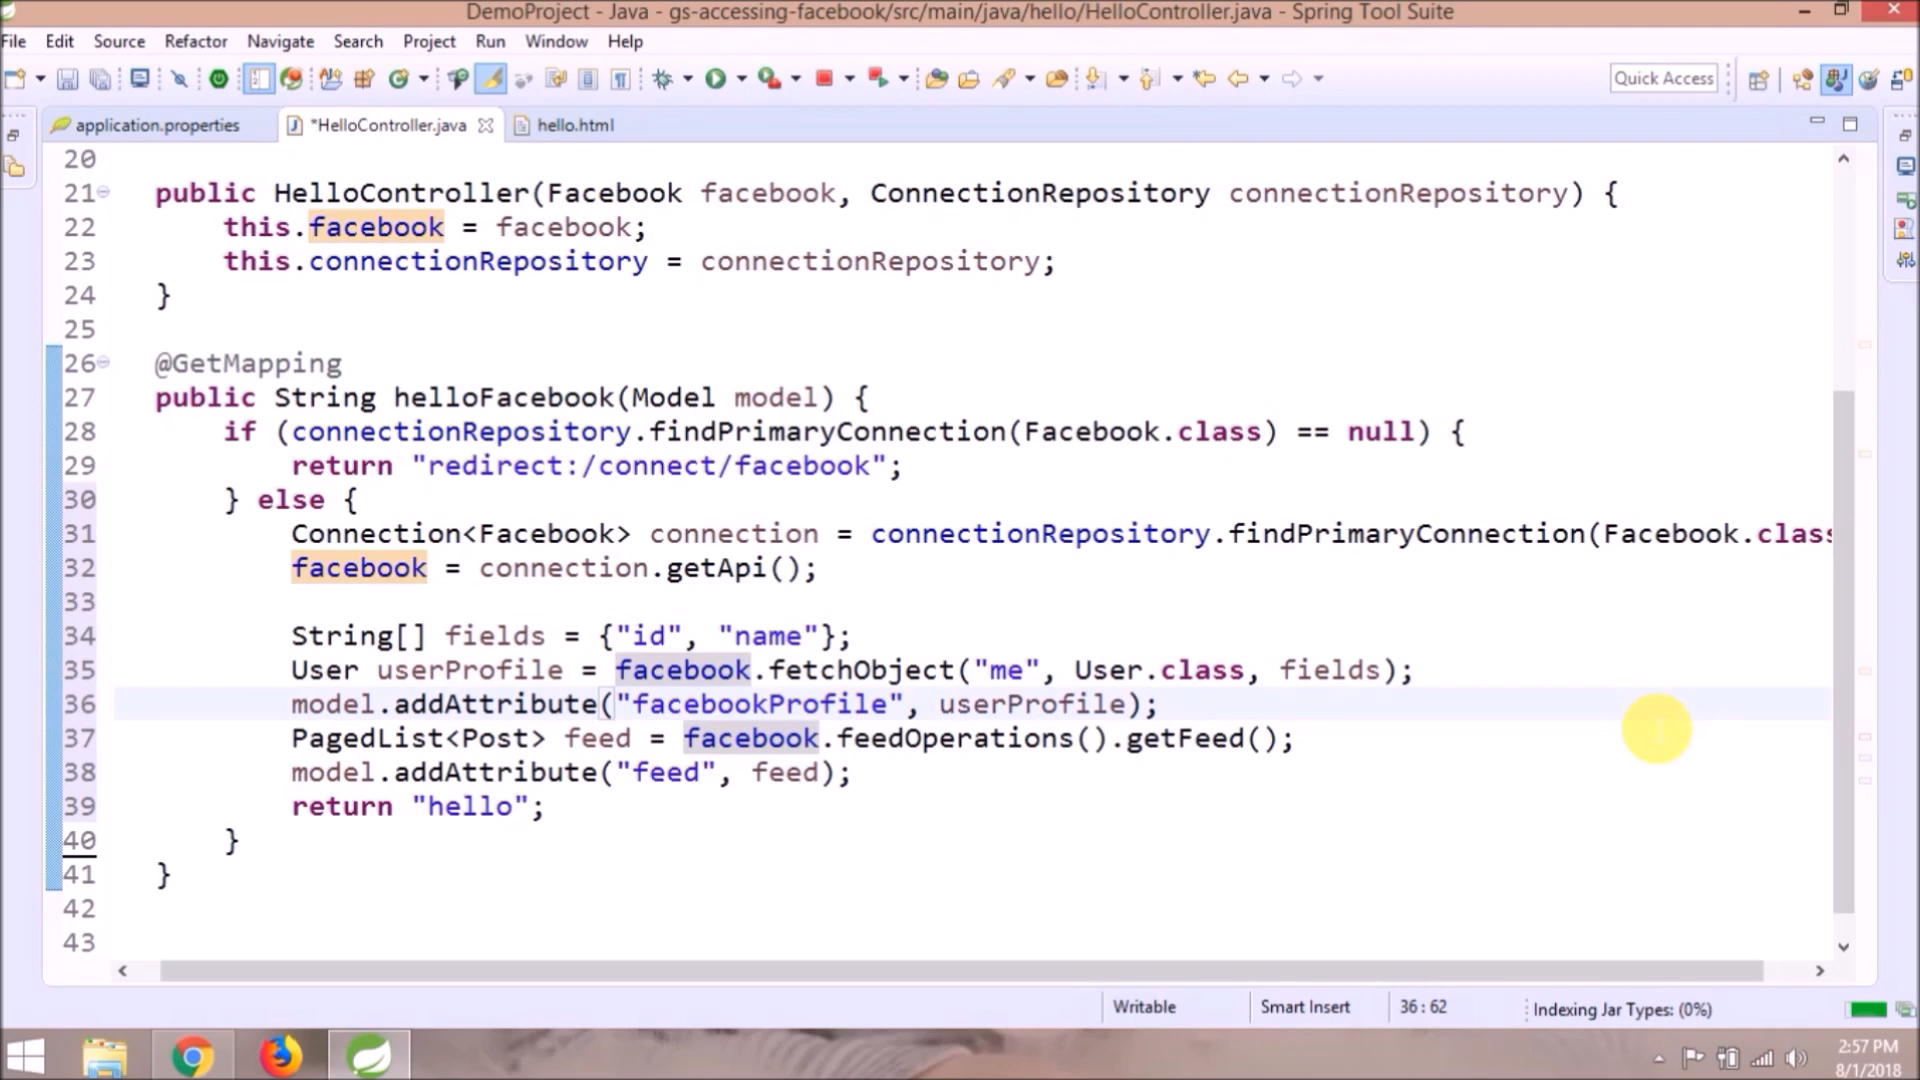 DemoProject - Java - gs-accessing-facebook/src/main/java/hello/HelloController.java - Spring Tool Suite
File Edit Source Refactor Navigate Search Project Run Window Help
Quick Access
application.properties *HelloController.java hello.html
20
21 public HelloController(Facebook facebook, ConnectionRepository connectionRepository) {
22 this.facebook = facebook;
23 this.connectionRepository = connectionRepository;
24 }
25
26 @GetMapping
27 public String helloFacebook(Model model) {
28 if (connectionRepository.findPrimaryConnection(Facebook.class) == null) {
29 return "redirect:/connect/facebook";
30 } else {
31 Connection<Facebook> connection = connectionRepository.findPrimaryConnection(Facebook.class
32 facebook = connection.getApi();
33
34 String[] fields = {"id", "name"};
35 User userProfile = facebook.fetchObject("me", User.class, fields);
36 model.addAttribute("facebookProfile", userProfile);
37 PagedList<Post> feed = facebook.feedOperations().getFeed();
38 model.addAttribute("feed", feed);
39 return "hello";
40 }
41 }
42
43
Writable Smart Insert 36 : 62 Indexing Jar Types: (0%)
2:57 PM
8/1/2018